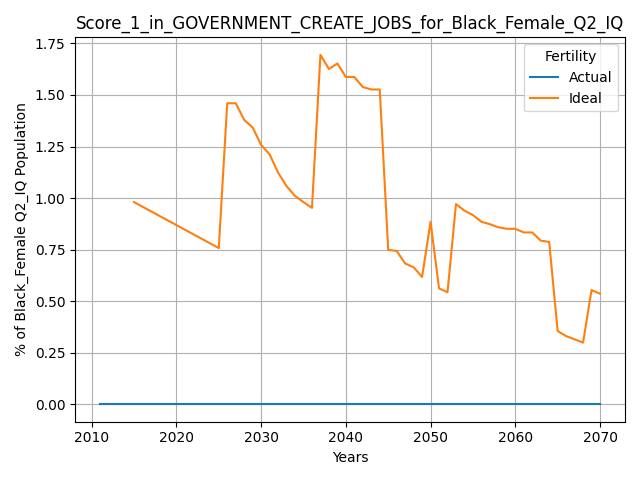 Score_1_in_GOVERNMENT_CREATE_JOBS_for_Black_Female_Q2_IQ
Fertility
Actual
Ideal
% of Black_Female Q2_IQ Population
1.75
1.50
1.25
1.00
0.75
0.50
0.25
0.00
2010 2020 2030 2040 2050 2060 2070
Years